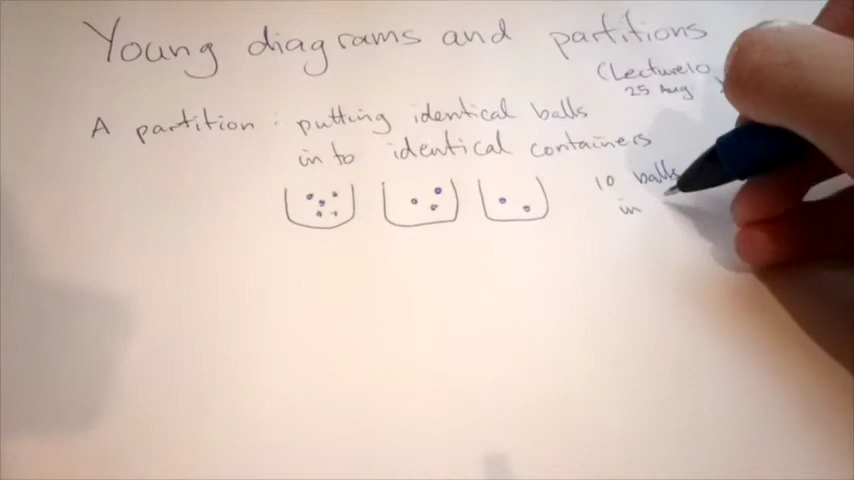 Young diagrams and partitions
(Lecture 10
25 Aug
A partition : putting identical balls
into identical containers
10 balls
in